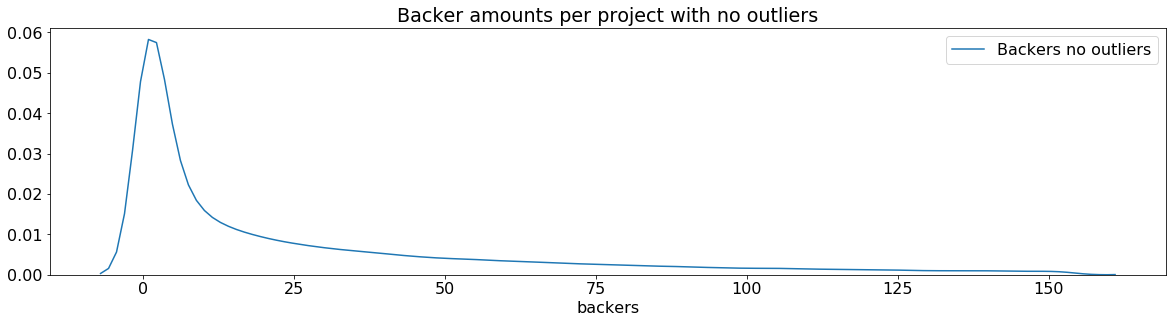 Backer amounts per project with no outliers
Backers no outliers
0.06
0.05
0.04
0.03
0.02
0.01
0.00
0 25 50 75 100 125 150
backers